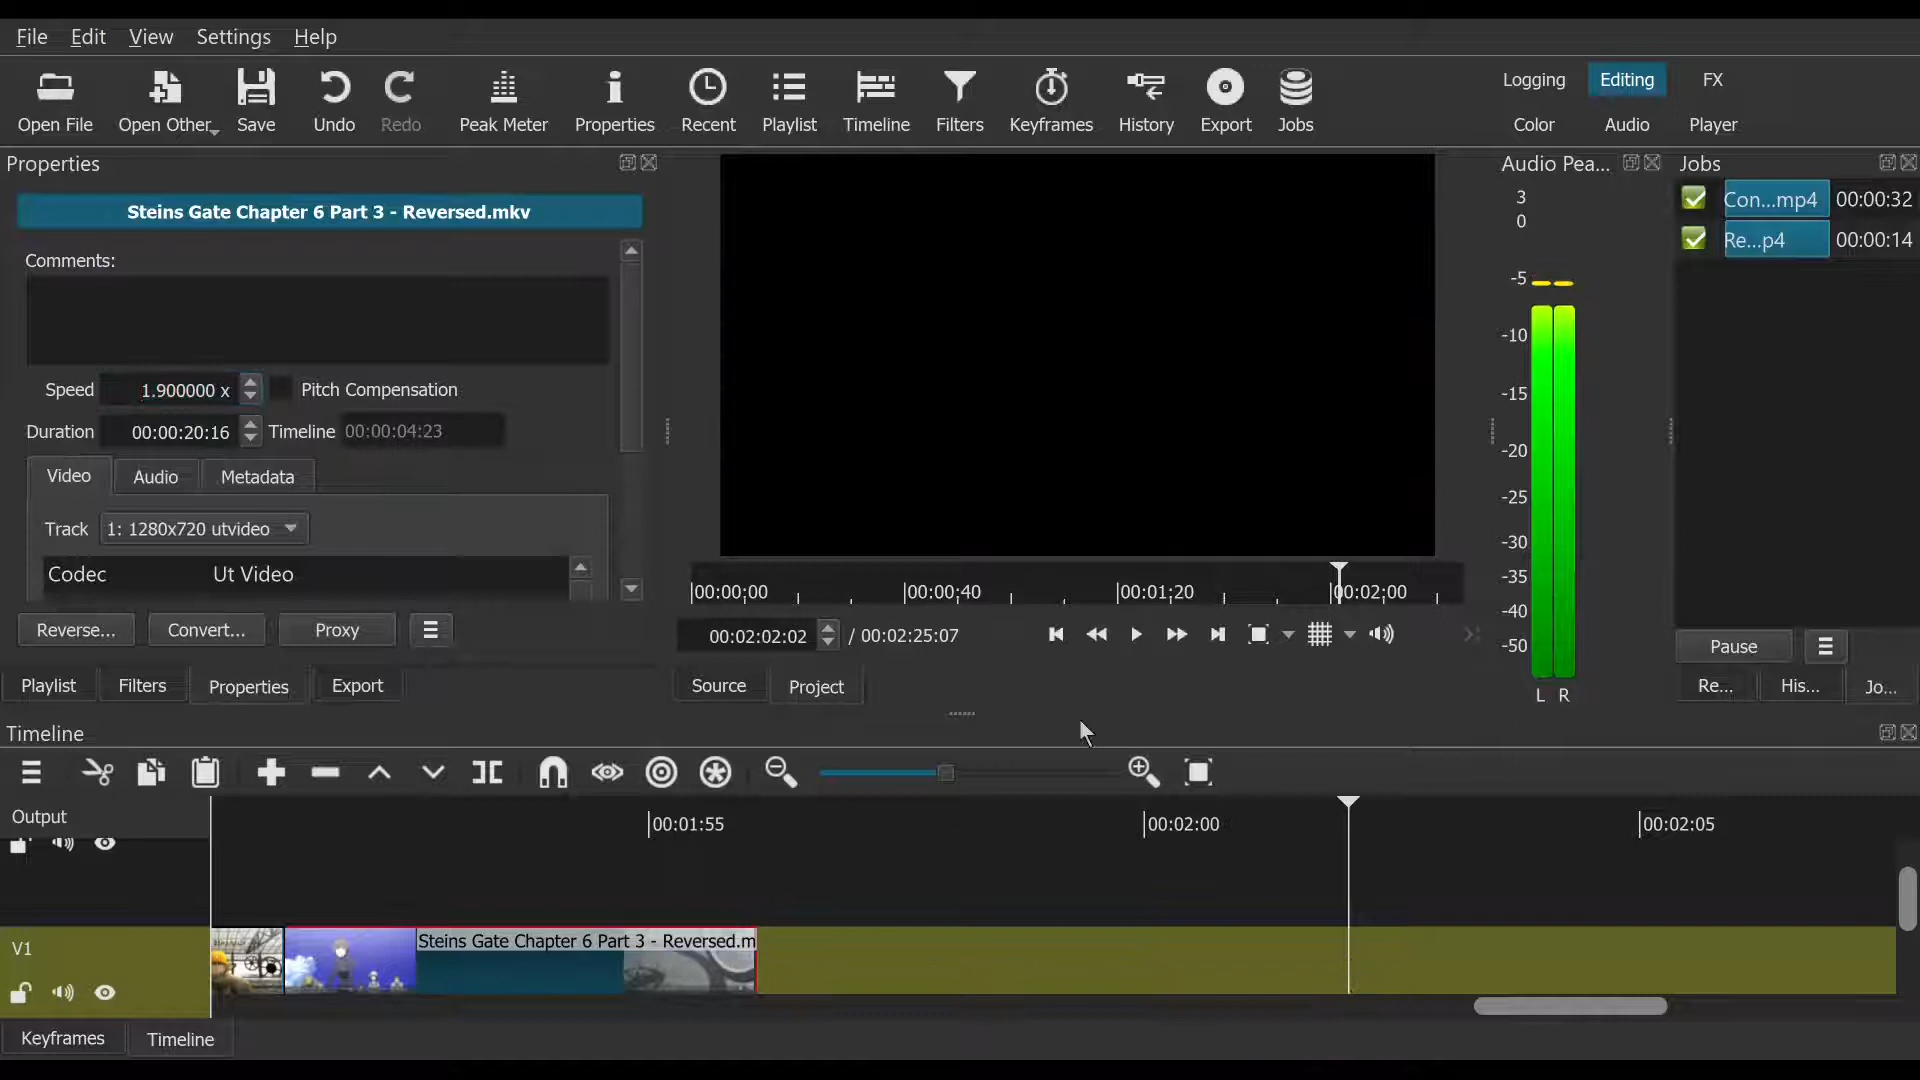 File Edit View Settings Help
Open File Open Other... Save Undo Redo Peak Meter Properties Recent Playlist Timeline Filters Keyframes History Export Jobs
Logging Editing FX
Color Audio Player
Properties
Steins Gate Chapter 6 Part 3 - Reversed.mkv
Comments:
Speed 1.900000 x Pitch Compensation
Duration 00:00:20:16 Timeline 00:00:04:23
Video Audio Metadata
Track 1: 1280x720 utvideo
Codec Ut Video
Reverse... Convert... Proxy
Playlist Filters Properties Export
00:00:00 00:00:40 00:01:20 00:02:00
00:02:02:02 / 00:02:25:07
Source Project
Audio Pea...
3
0
-5
-10
-15
-20
-25
-30
-35
-40
-50
L R
Jobs
Con...mp4 00:00:32
Re...p4 00:00:14
Pause
Re... His... Jo...
Timeline
Output
00:01:55 00:02:00 00:02:05
V1
Steins Gate Chapter 6 Part 3 - Reversed.m
Keyframes Timeline